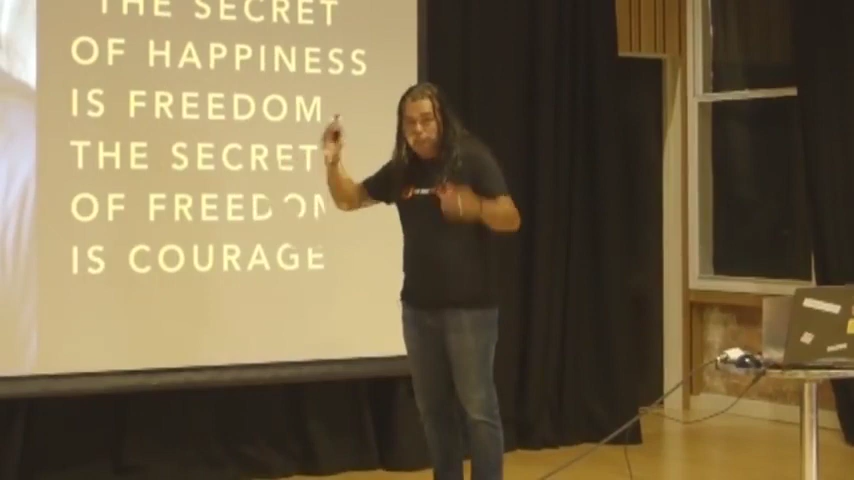 THE SECRET
OF HAPPINESS
IS FREEDOM
THE SECRET
OF FREEDOM
IS COURAGE